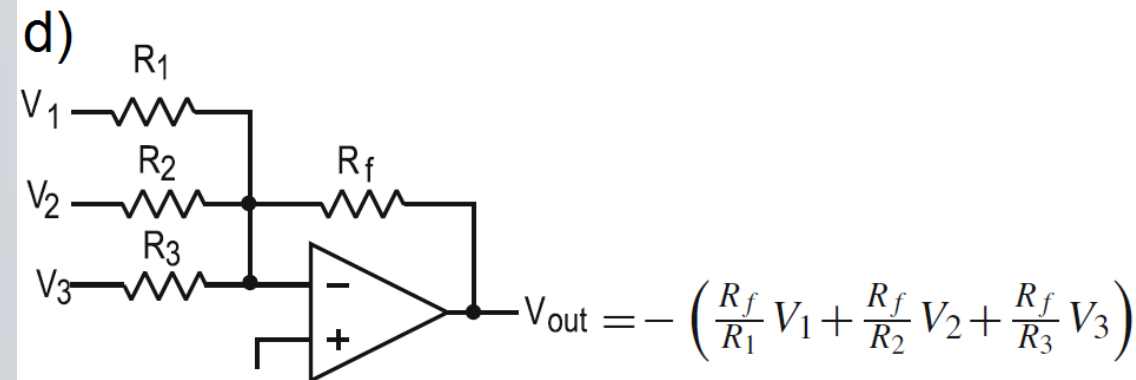 d)
R1
V1
R2
Rf
V2
R3
V3
−
+
Vout = − ( Rf/R1 V1 + Rf/R2 V2 + Rf/R3 V3 )